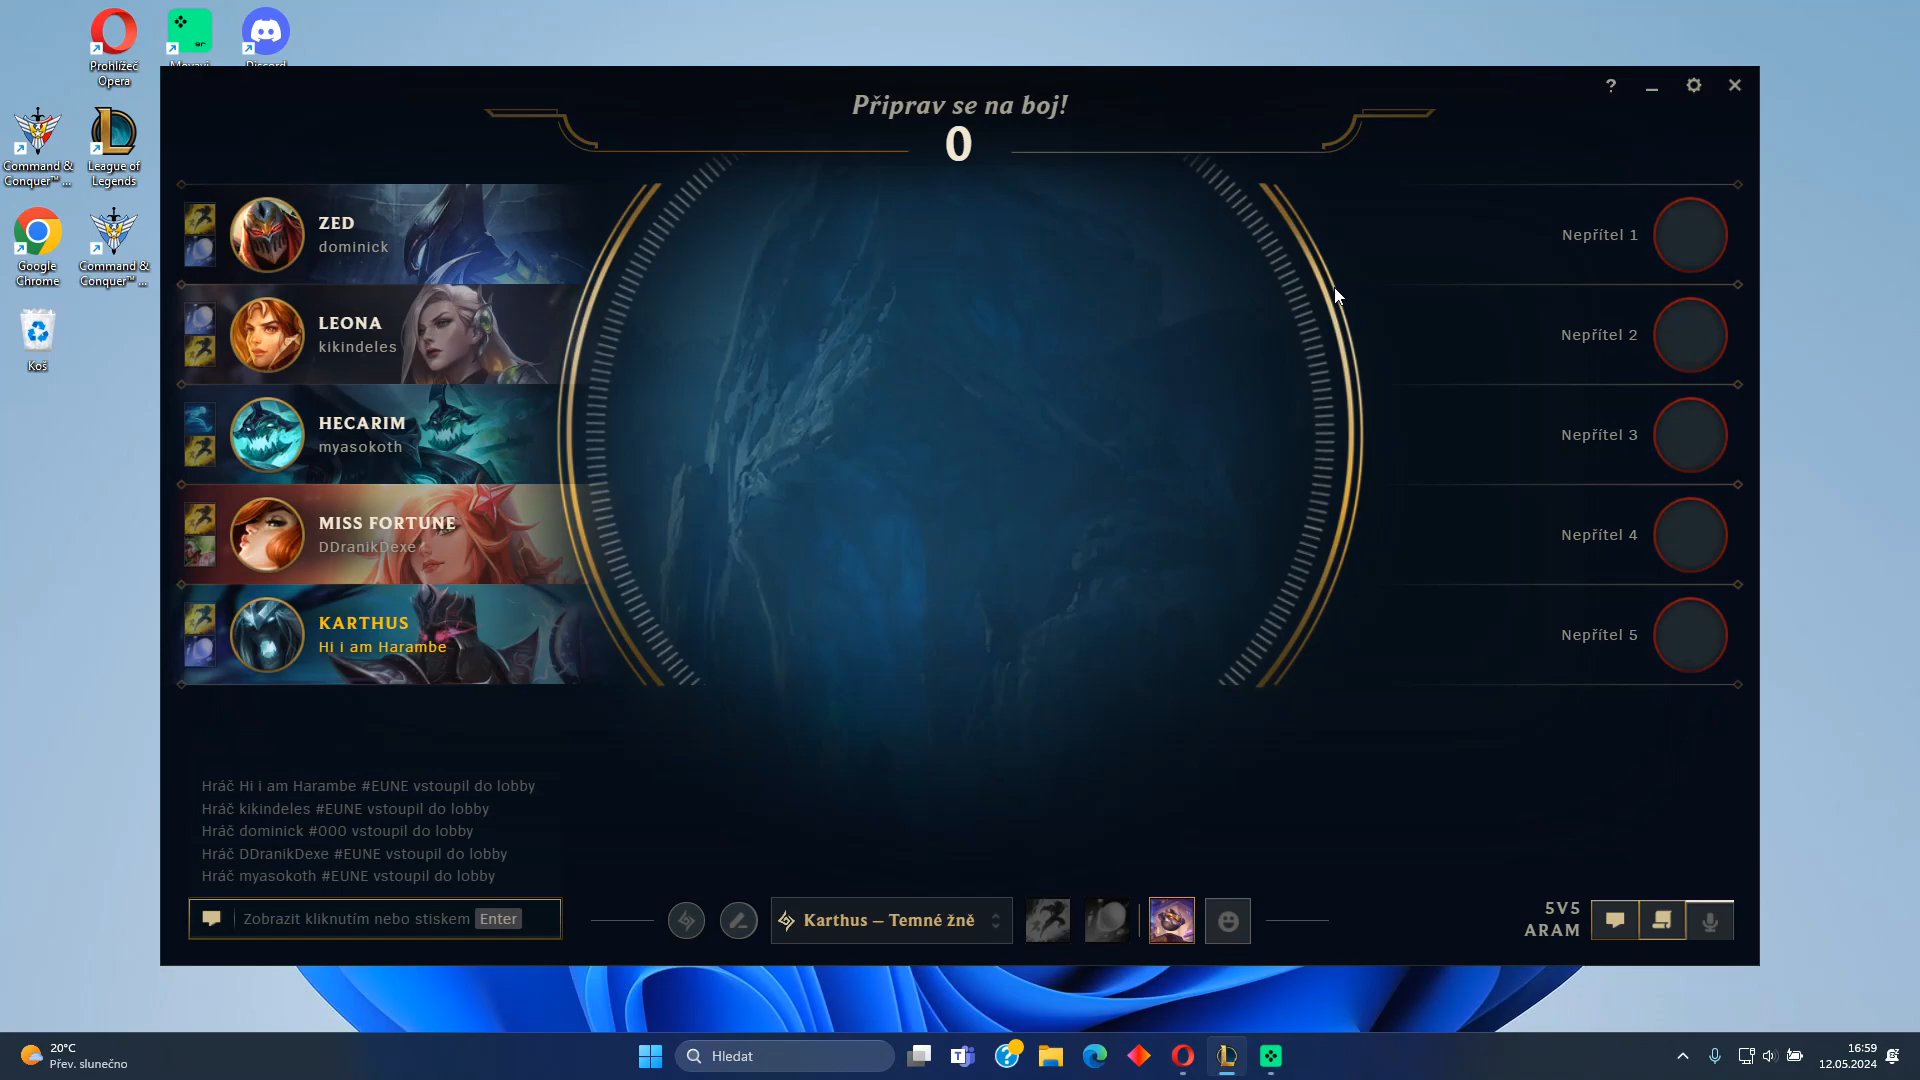 Prohlížeč
Opera
Movavi
Discord
Command &
Conquer™ ...
League of
Legends
Google
Chrome
Command &
Conquer™ ...
Koš
Připrav se na boj!
0
ZED
dominick
LEONA
kikindeles
HECARIM
myasokoth
MISS FORTUNE
DDranikDexe
KARTHUS
Hi i am Harambe
Nepřítel 1
Nepřítel 2
Nepřítel 3
Nepřítel 4
Nepřítel 5
Hráč Hi i am Harambe #EUNE vstoupil do lobby
Hráč kikindeles #EUNE vstoupil do lobby
Hráč dominick #000 vstoupil do lobby
Hráč DDranikDexe #EUNE vstoupil do lobby
Hráč myasokoth #EUNE vstoupil do lobby
Zobrazit kliknutím nebo stiskem Enter
Karthus – Temné žně
5V5
ARAM
20°C
Přev. slunečno
Hledat
16:59
12.05.2024